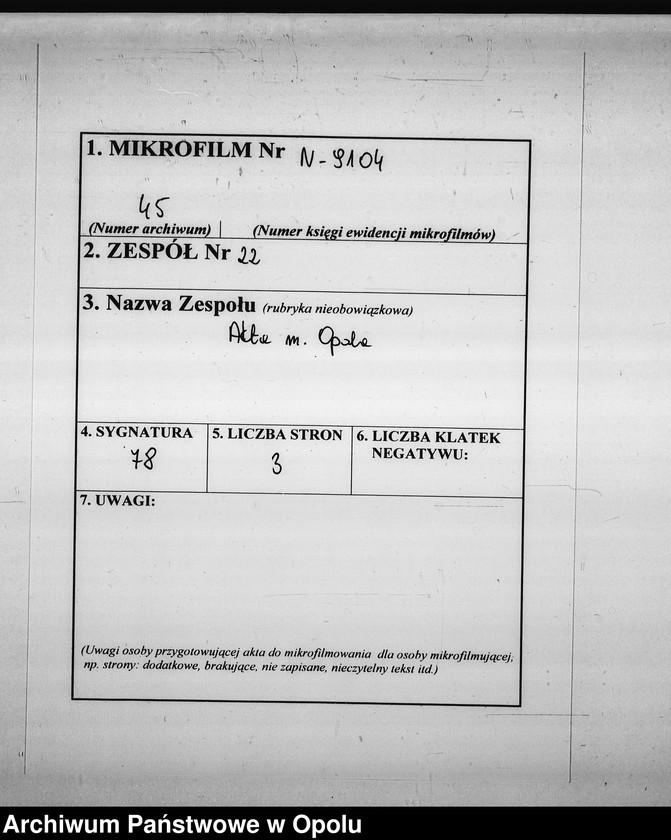 1. MIKROFILM Nr N-9104
45
(Numer archiwum) | (Numer księgi ewidencji mikrofilmów)
2. ZESPÓŁ Nr 22
3. Nazwa Zespołu (rubryka nieobowiązkowa)
Akta m. Opola
4. SYGNATURA 5. LICZBA STRON 6. LICZBA KLATEK
NEGATYWU:
78 3
7. UWAGI:
(Uwagi osoby przygotowującej akta do mikrofilmowania dla osoby mikrofilmującej;
np. strony: dodatkowe, brakujące, nie zapisane, nieczytelny tekst itd.)
Archiwum Państwowe w Opolu